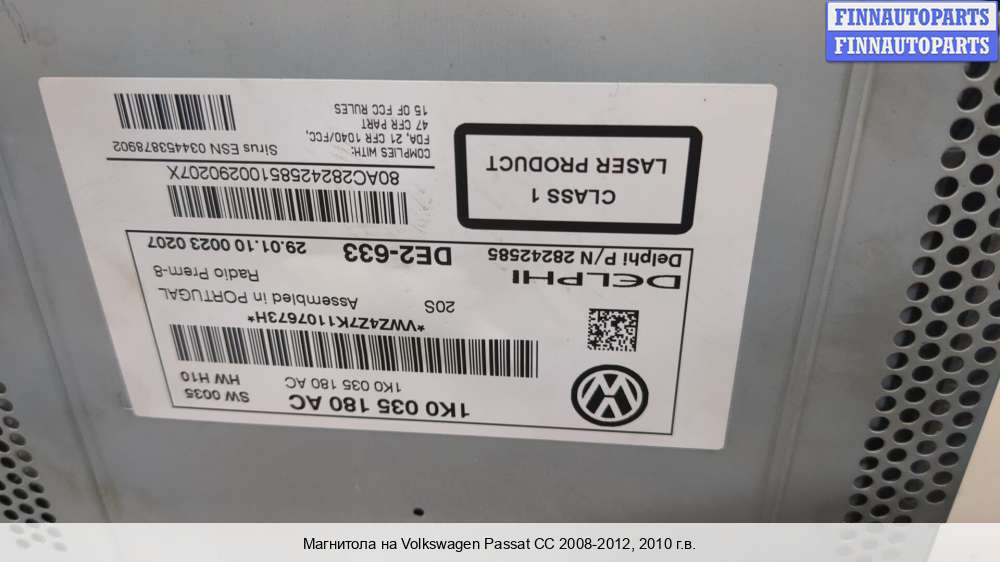 FINNAUTOPARTS
FINNAUTOPARTS
1K0 035 180 AC
1K0 035 180 AC
SW 0035
HW H10
*VWZ4Z7K1107673H*
20S
Assembled in PORTUGAL
Radio Prem-8
DELPHI
Delphi P/N 28242585
DE2-633
29.01.10 0023 0207
CLASS 1
LASER PRODUCT
80AC28242585100290207X
COMPLIES WITH:
FDA, 21 CFR 1040/FCC,
47 CFR PART
15 OF FCC RULES
Sirus ESN 034453878902
Магнитола на Volkswagen Passat CC 2008-2012, 2010 г.в.